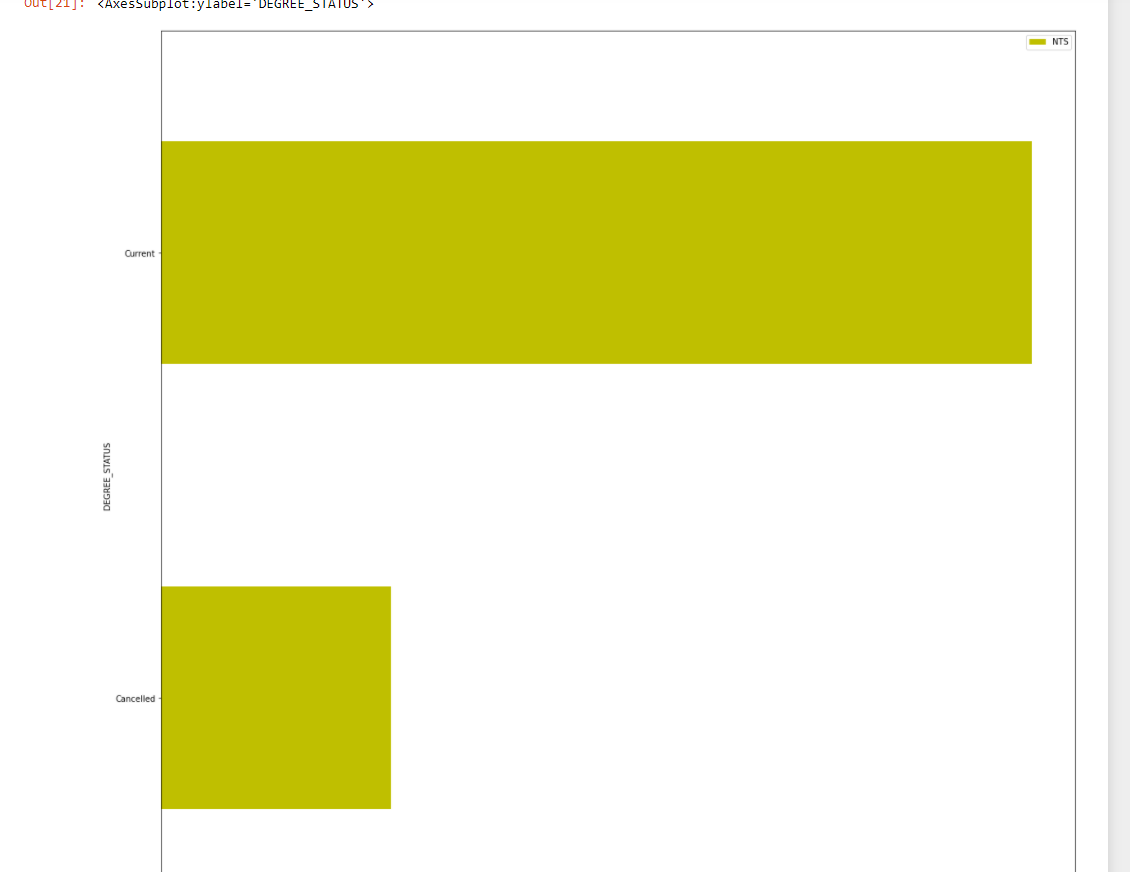 Out[21]: <AxesSubplot:ylabel='DEGREE_STATUS'>
NTS
Current
DEGREE_STATUS
Cancelled